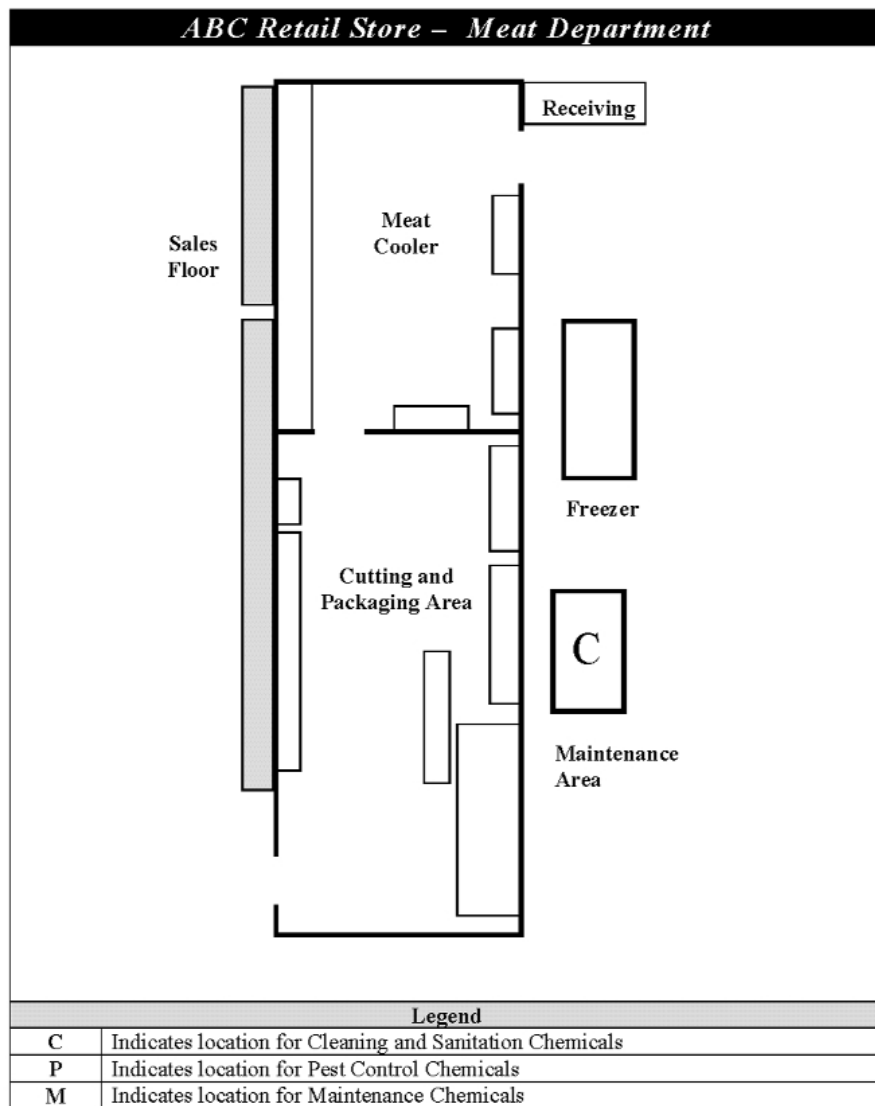 ABC Retail Store – Meat Department
Receiving
Meat
Cooler
Sales
Floor
Freezer
Cutting and
Packaging Area
C
Maintenance
Area
Legend
C Indicates location for Cleaning and Sanitation Chemicals
P Indicates location for Pest Control Chemicals
M Indicates location for Maintenance Chemicals